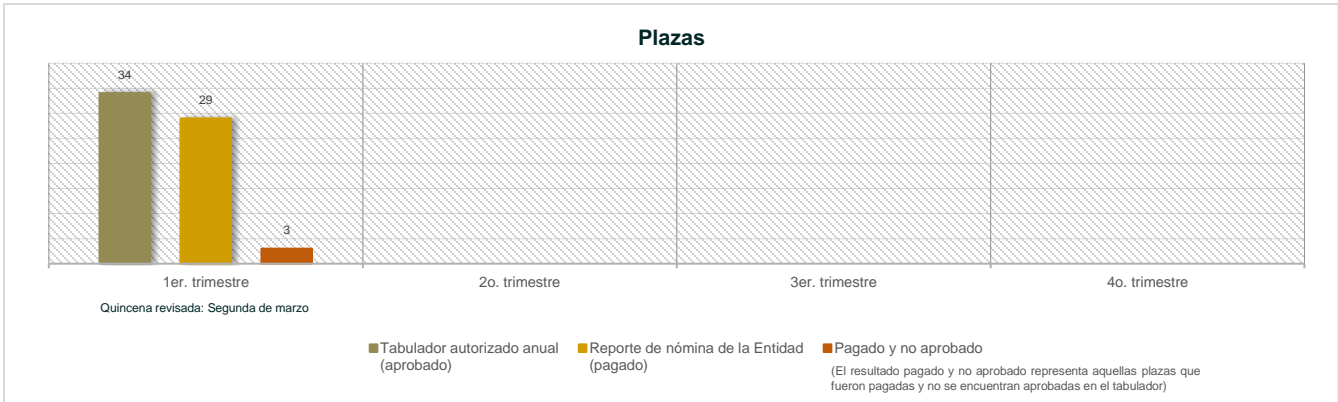 Plazas
34
29
3
1er. trimestre
2o. trimestre
3er. trimestre
4o. trimestre
Quincena revisada: Segunda de marzo
Tabulador autorizado anual
(aprobado)
Reporte de nómina de la Entidad
(pagado)
Pagado y no aprobado
(El resultado pagado y no aprobado representa aquellas plazas que
fueron pagadas y no se encuentran aprobadas en el tabulador)